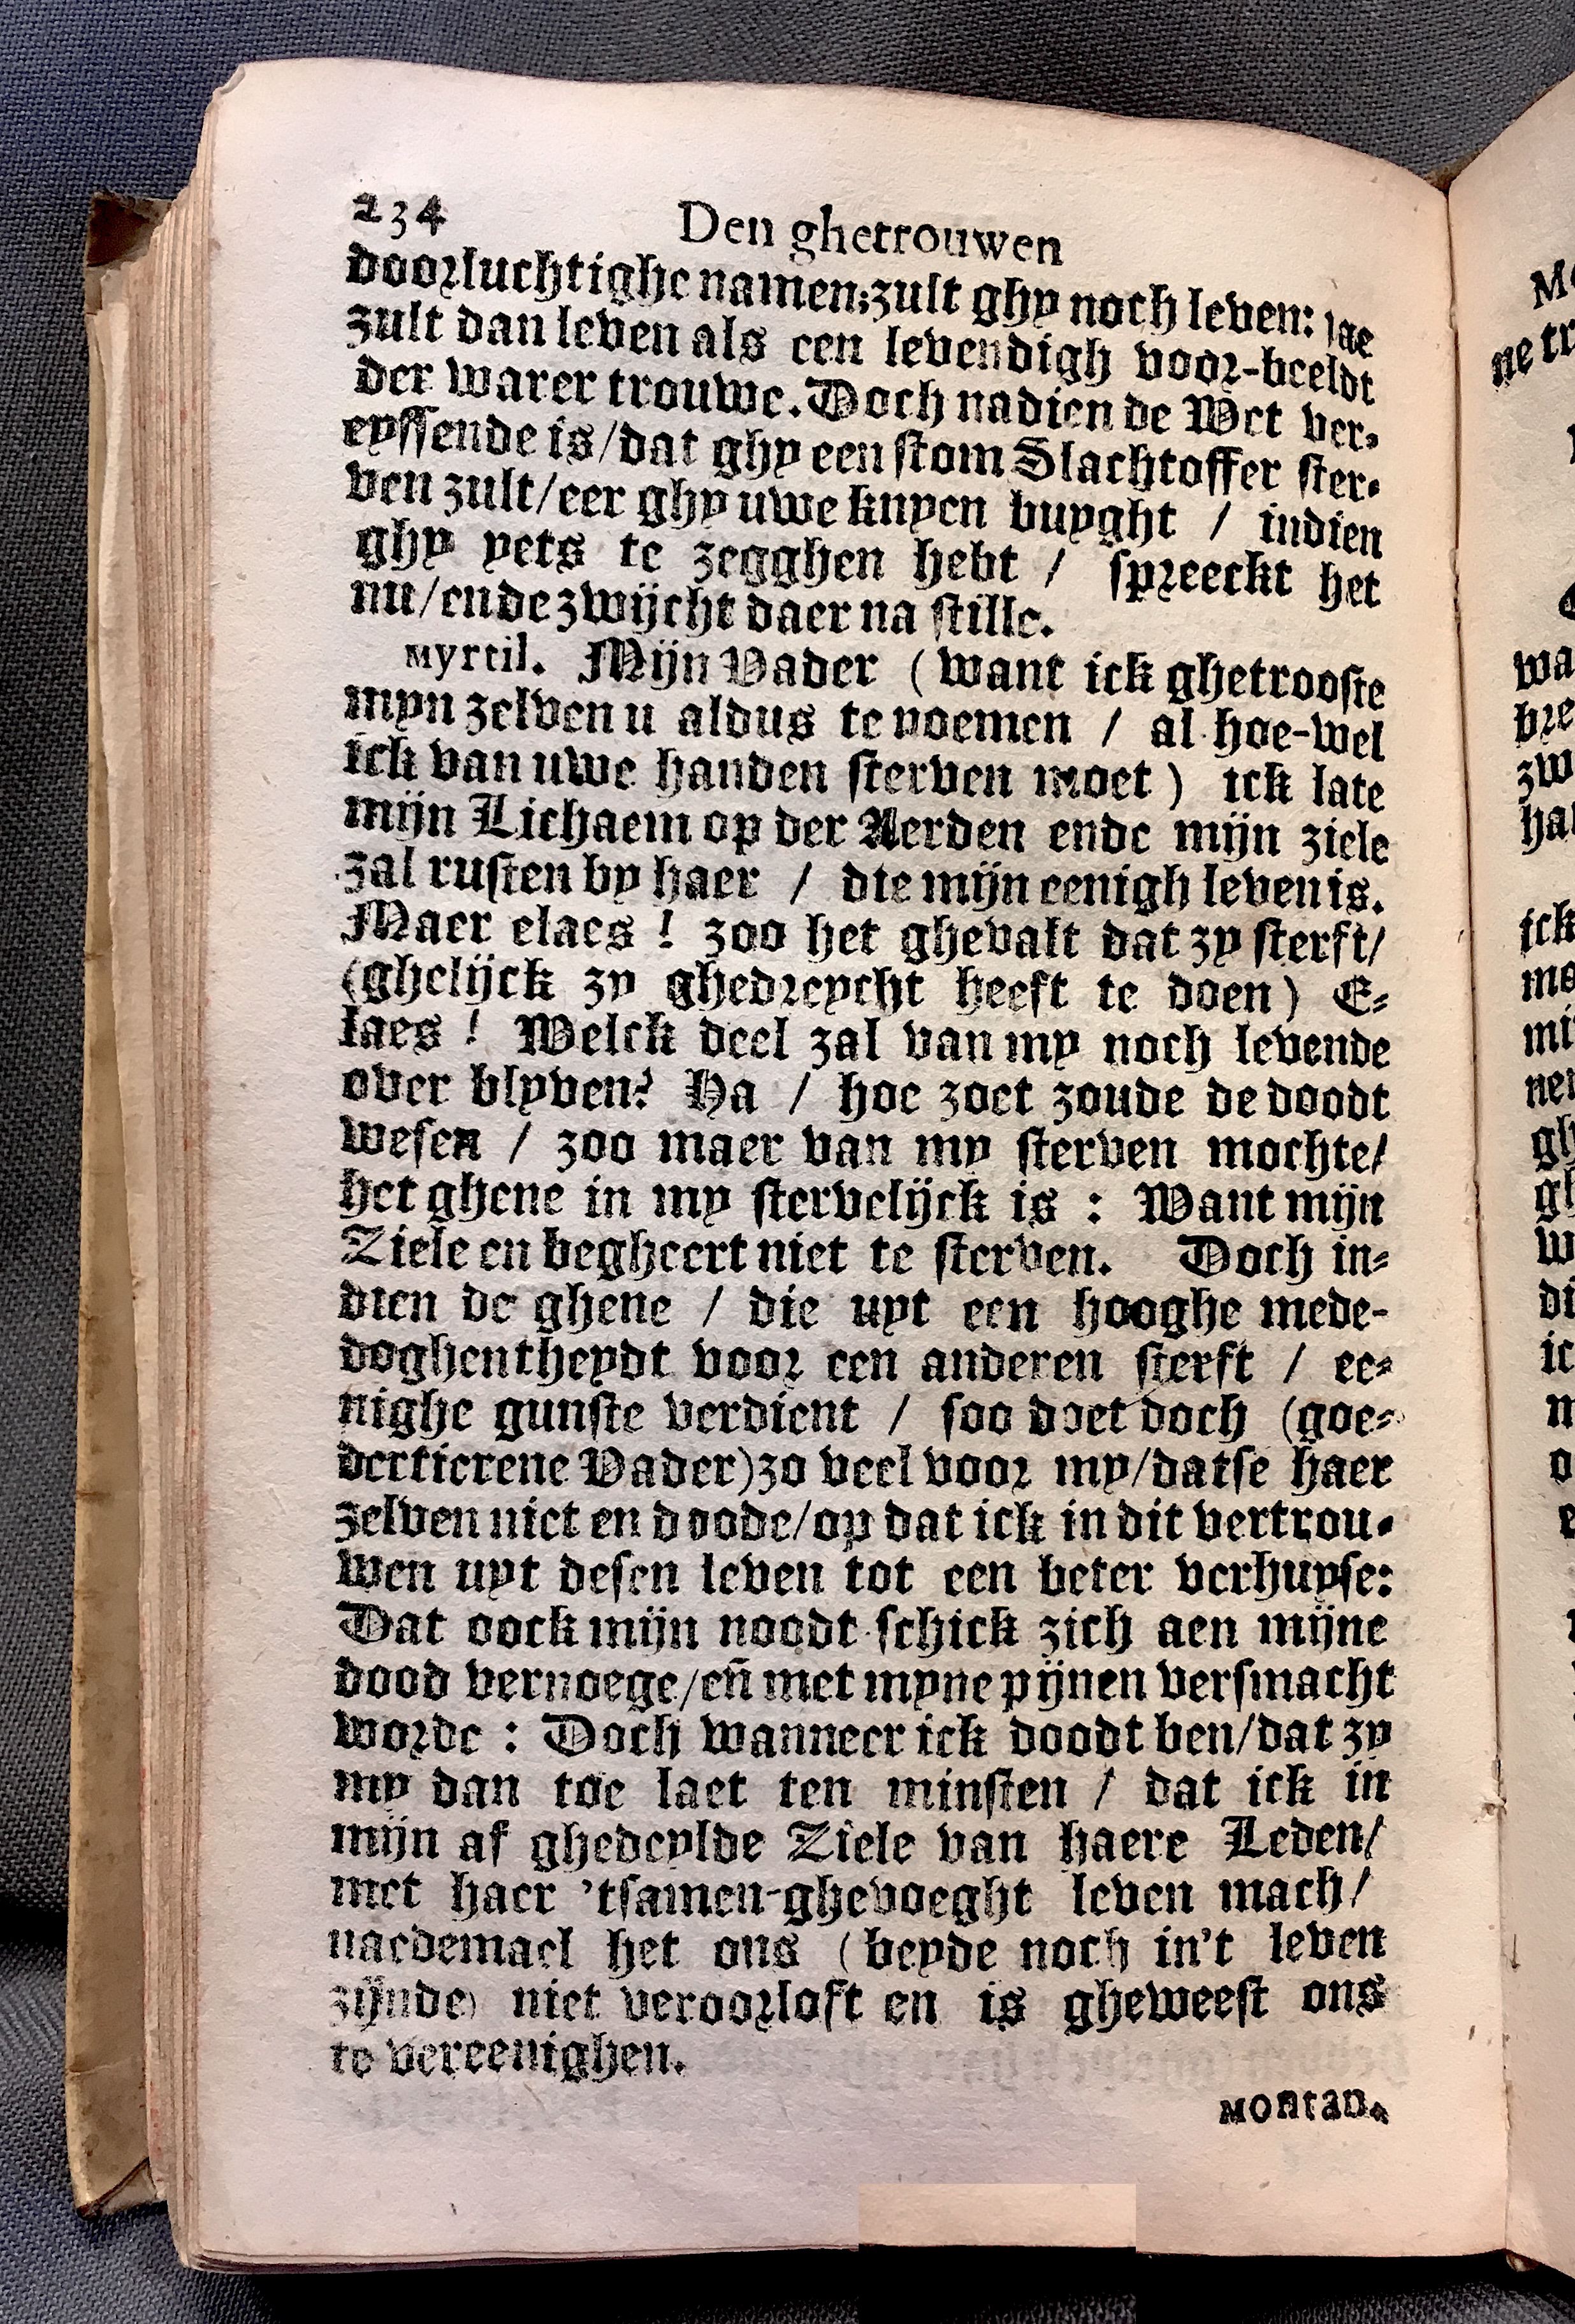 234 Den ghetrouwen
doorluchtighe namen; zult ghy noch leven: jae
zult dan leven als een levendigh voor-beeldt
der warer trouwe. Doch nadien de Wet ver-
eyssende is/dat ghy een stom Slachtoffer ster-
ven zult/eer ghy uwe knyen buyght / indien
ghy yets te zegghen hebt / spreeckt het
nu/ende zwijcht daer na stille.
Myrtil. Mijn Vader (want ick ghetrooste
myn zelven u aldus te noemen / al hoe-wel
ick van uwe handen sterven moet) ick late
mijn Lichaem op der Aerden ende mijn ziele
zal rusten by haer / die mijn eenigh leven is.
Maer elaes ! zoo het ghevalt dat zy sterft/
(ghelijck zy ghedreycht heeft te doen) E-
laes ! Welck deel zal van my noch levende
over blyven? Ha / hoe zoet zoude de doodt
wesen / zoo maer van my sterven mochte/
het ghene in my stervelijck is : Want mijn
Ziele en begheert niet te sterven. Doch in-
dien de ghene / die uyt een hooghe mede-
doghentheydt voor een anderen sterft / ee-
nighe gunste verdient / soo doet doch (goe-
dertierene Vader) zo veel voor my/datse haer
zelven niet en doode/op dat ick in dit vertrou-
wen uyt desen leven tot een beter verhuyse:
Dat oock mijn noodt-schick zich aen mijne
dood vernoege/eñ met myne pijnen versmacht
worde : Doch wanneer ick doodt ben/dat zy
my dan toe laet ten minsten / dat ick in
mijn af ghedeylde Ziele van haere Leden/
met haer 'tsamen-ghevoeght leven mach/
naedemael het ons (beyde noch in't leven
zijnde) niet veroorloft en is gheweest ons
te vereenighen.
Montan.